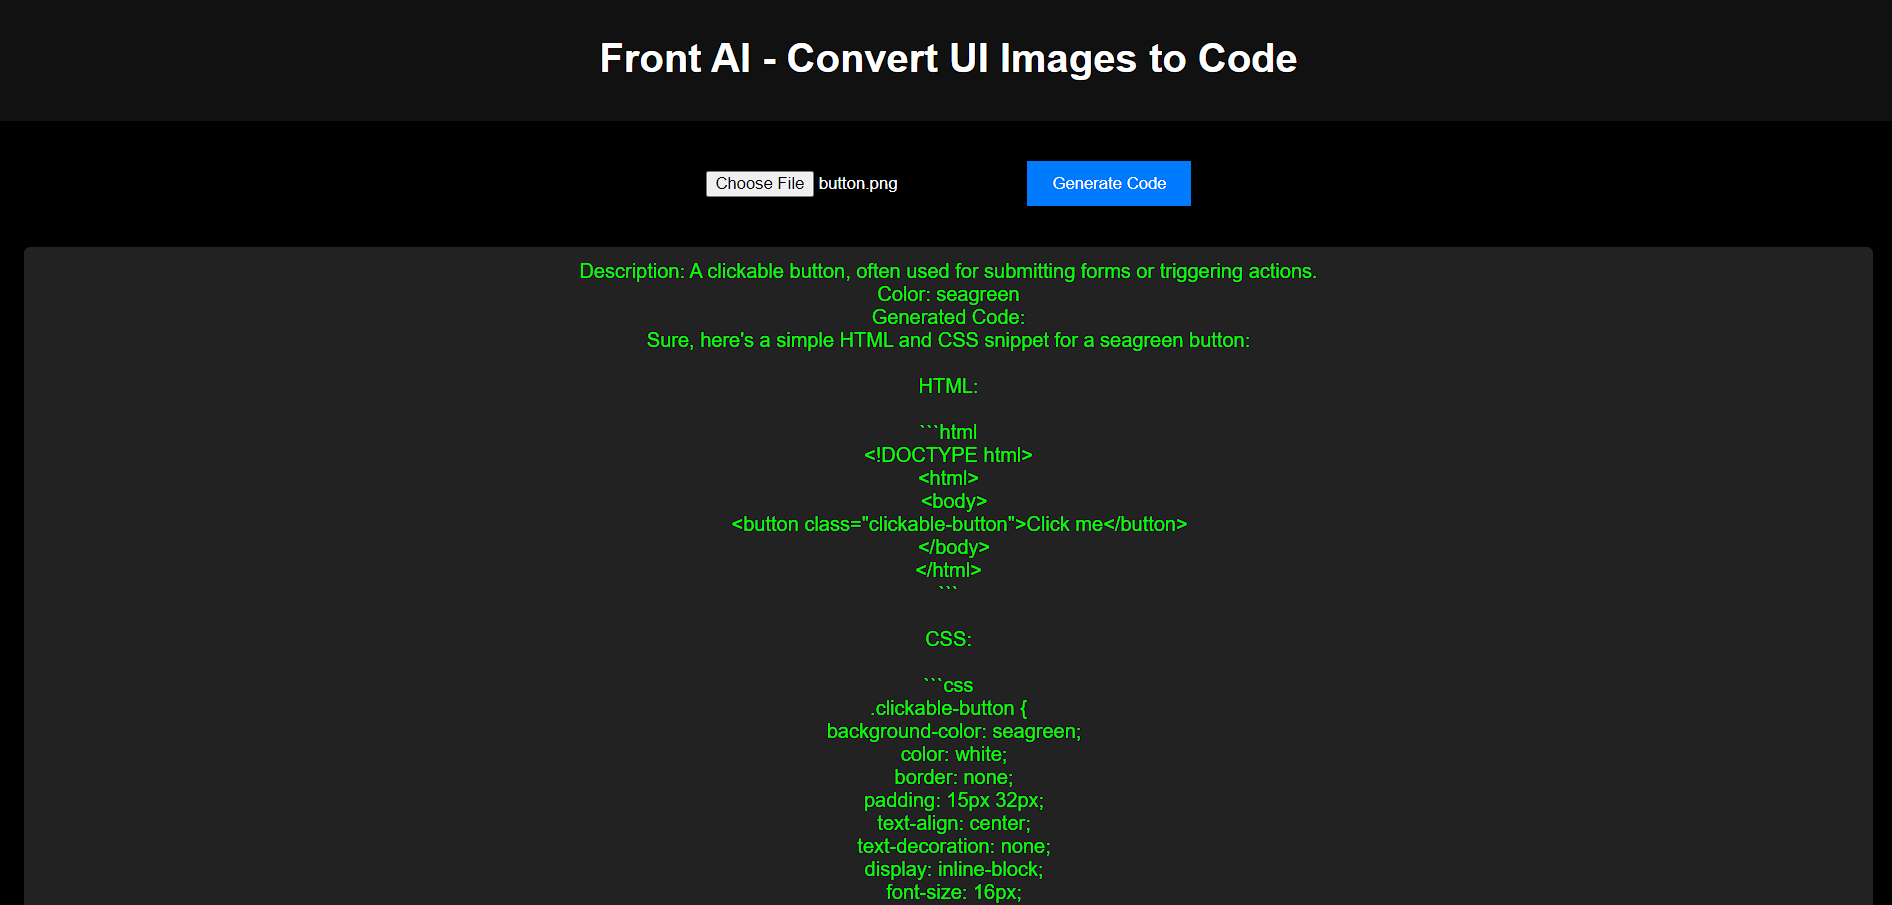 Front AI - Convert UI Images to Code
Choose File button.png
Generate Code
Description: A clickable button, often used for submitting forms or triggering actions.
Color: seagreen
Generated Code:
Sure, here's a simple HTML and CSS snippet for a seagreen button:
HTML:
```html
<!DOCTYPE html>
<html>
<body>
<button class="clickable-button">Click me</button>
</body>
</html>
```
CSS:
```css
.clickable-button {
background-color: seagreen;
color: white;
border: none;
padding: 15px 32px;
text-align: center;
text-decoration: none;
display: inline-block;
font-size: 16px;